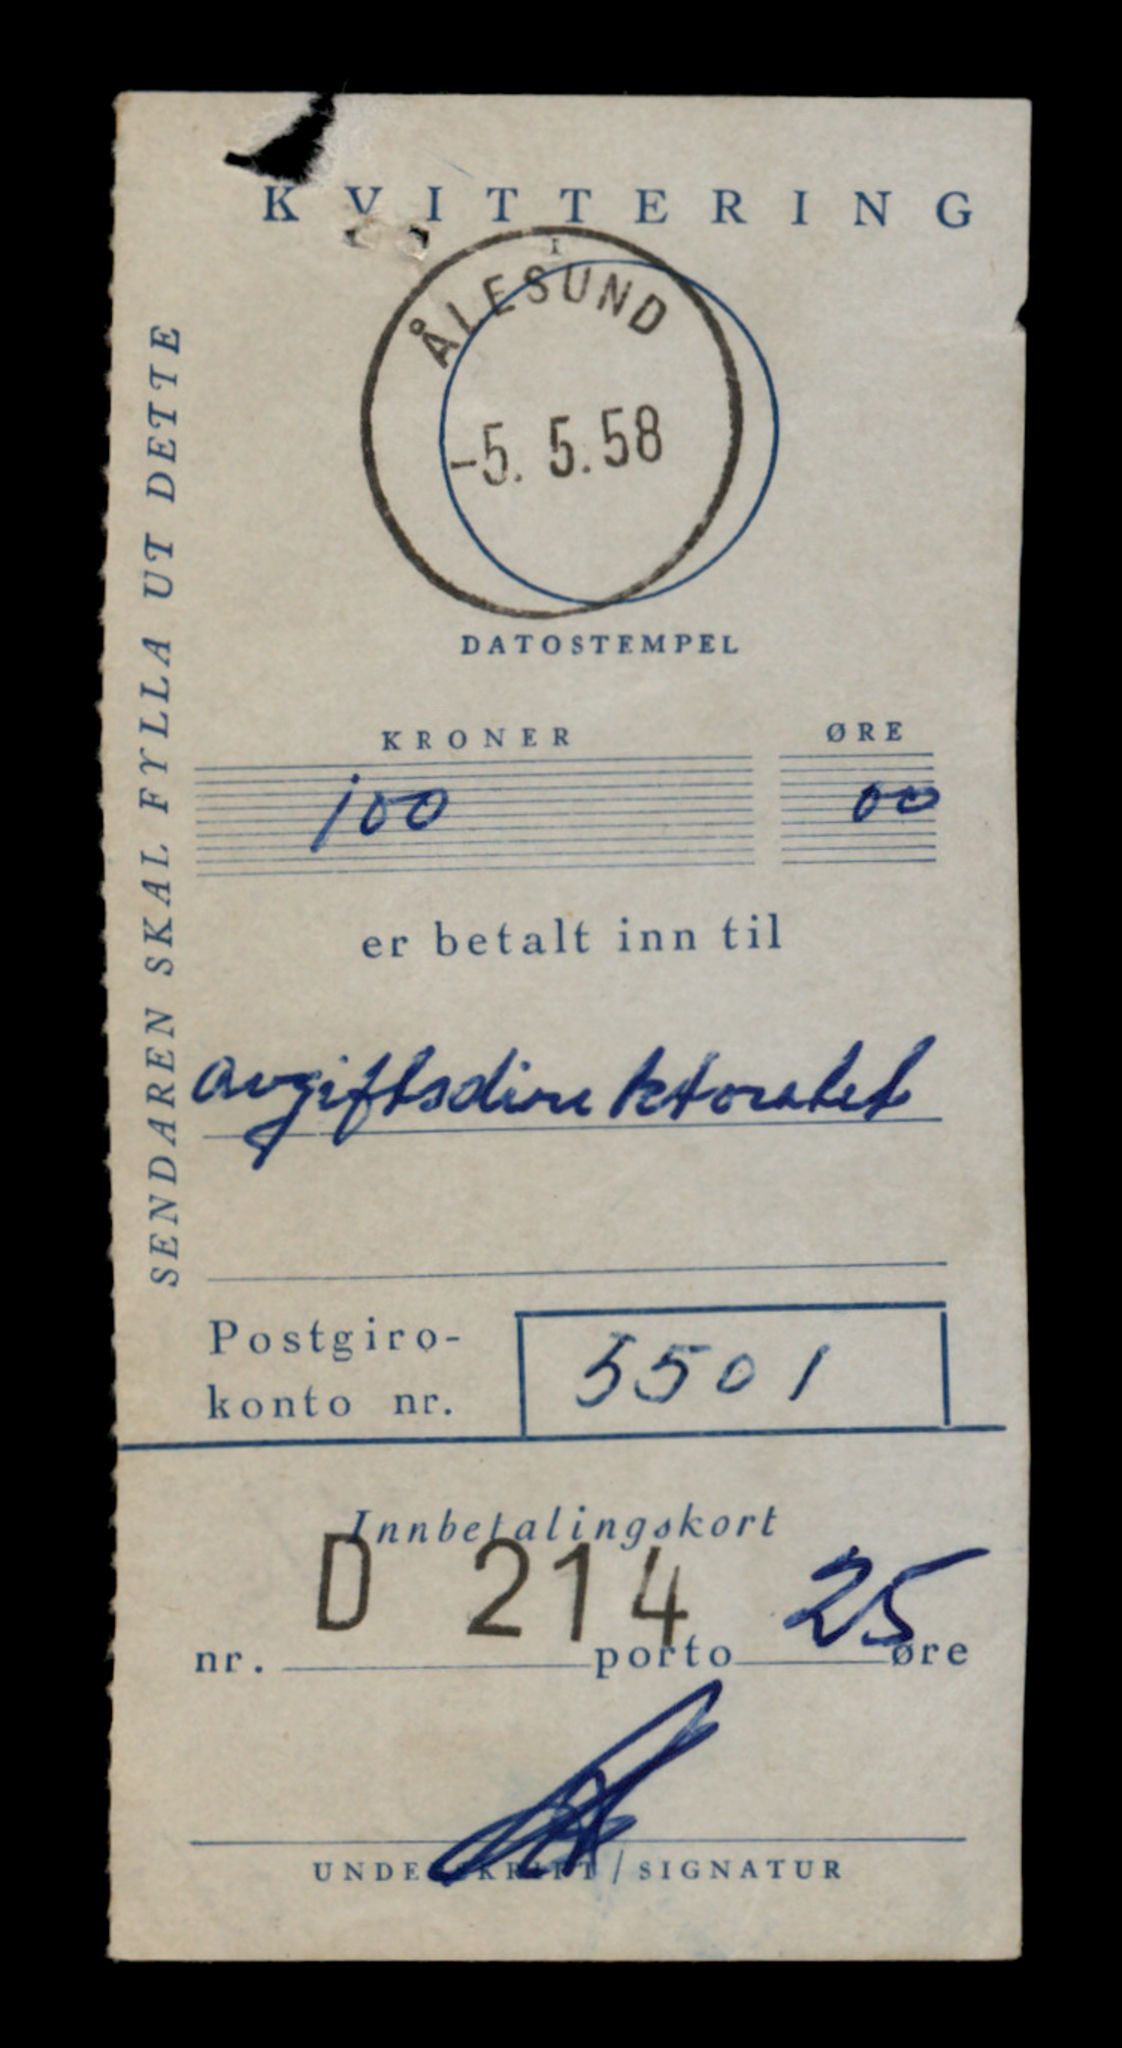 KVITTERING
I
ÅLESUND
-5. 5. 58
DATOSTEMPEL
SENDAREN SKAL FYLLA UT DETTE
KRONER ØRE
100 00
er betalt inn til
Avgiftsdirektoratet
Postgiro-
konto nr. 5501
Innbetalingskort
D 214 25
nr. porto øre
UNDERSKRIFT/SIGNATUR